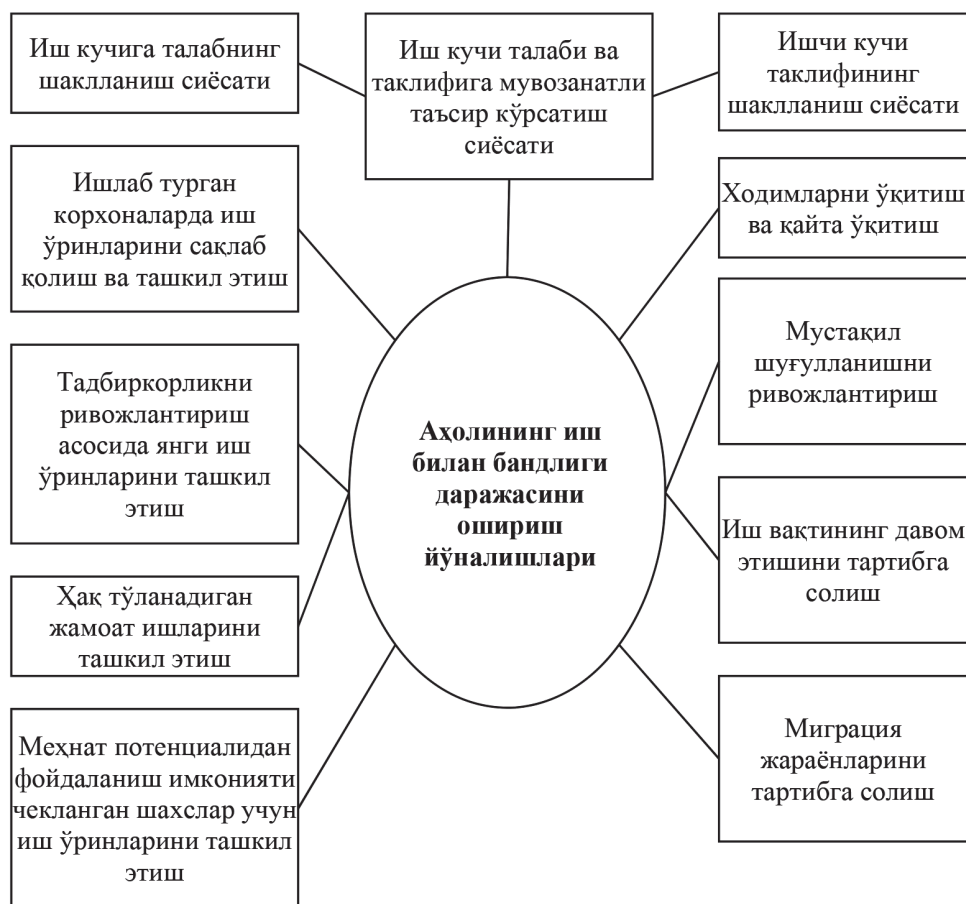 Иш кучига талабнинг
шаклланиш сиёсати
Иш кучи талаби ва
таклифига мувозанатли
таъсир кўрсатиш
сиёсати
Ишчи кучи
таклифининг
шаклланиш сиёсати
Ишлаб турган
корхоналарда иш
ўринларини сақлаб
қолиш ва ташкил этиш
Ходимларни ўқитиш
ва қайта ўқитиш
Тадбиркорликни
ривожлантириш
асосида янги иш
ўринларини ташкил
этиш
Аҳолининг иш
билан бандлиги
даражасини
ошириш
йўналишлари
Мустақил
шуғулланишни
ривожлантириш
Ҳақ тўланадиган
жамоат ишларини
ташкил этиш
Иш вақтининг давом
этишини тартибга
солиш
Меҳнат потенциалидан
фойдаланиш имконияти
чекланган шахслар учун
иш ўринларини ташкил
этиш
Миграция
жараёнларини
тартибга солиш